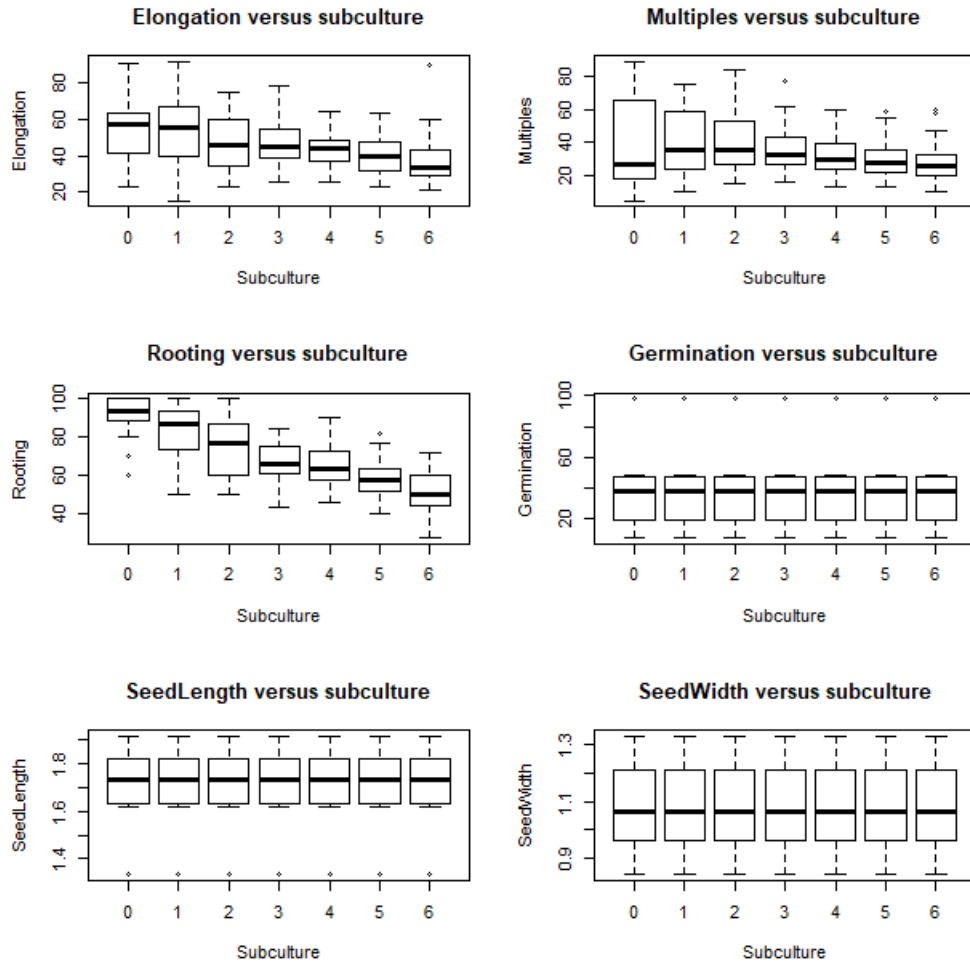 Elongation versus subculture
Elongation
20 40 60 80
0 1 2 3 4 5 6
Subculture
Multiples versus subculture
Multiples
20 40 60 80
0 1 2 3 4 5 6
Subculture
Rooting versus subculture
Rooting
40 60 80 100
0 1 2 3 4 5 6
Subculture
Germination versus subculture
Germination
20 60 100
0 1 2 3 4 5 6
Subculture
SeedLength versus subculture
SeedLength
1.4 1.6 1.8
0 1 2 3 4 5 6
Subculture
SeedWidth versus subculture
SeedWidth
0.9 1.1 1.3
0 1 2 3 4 5 6
Subculture